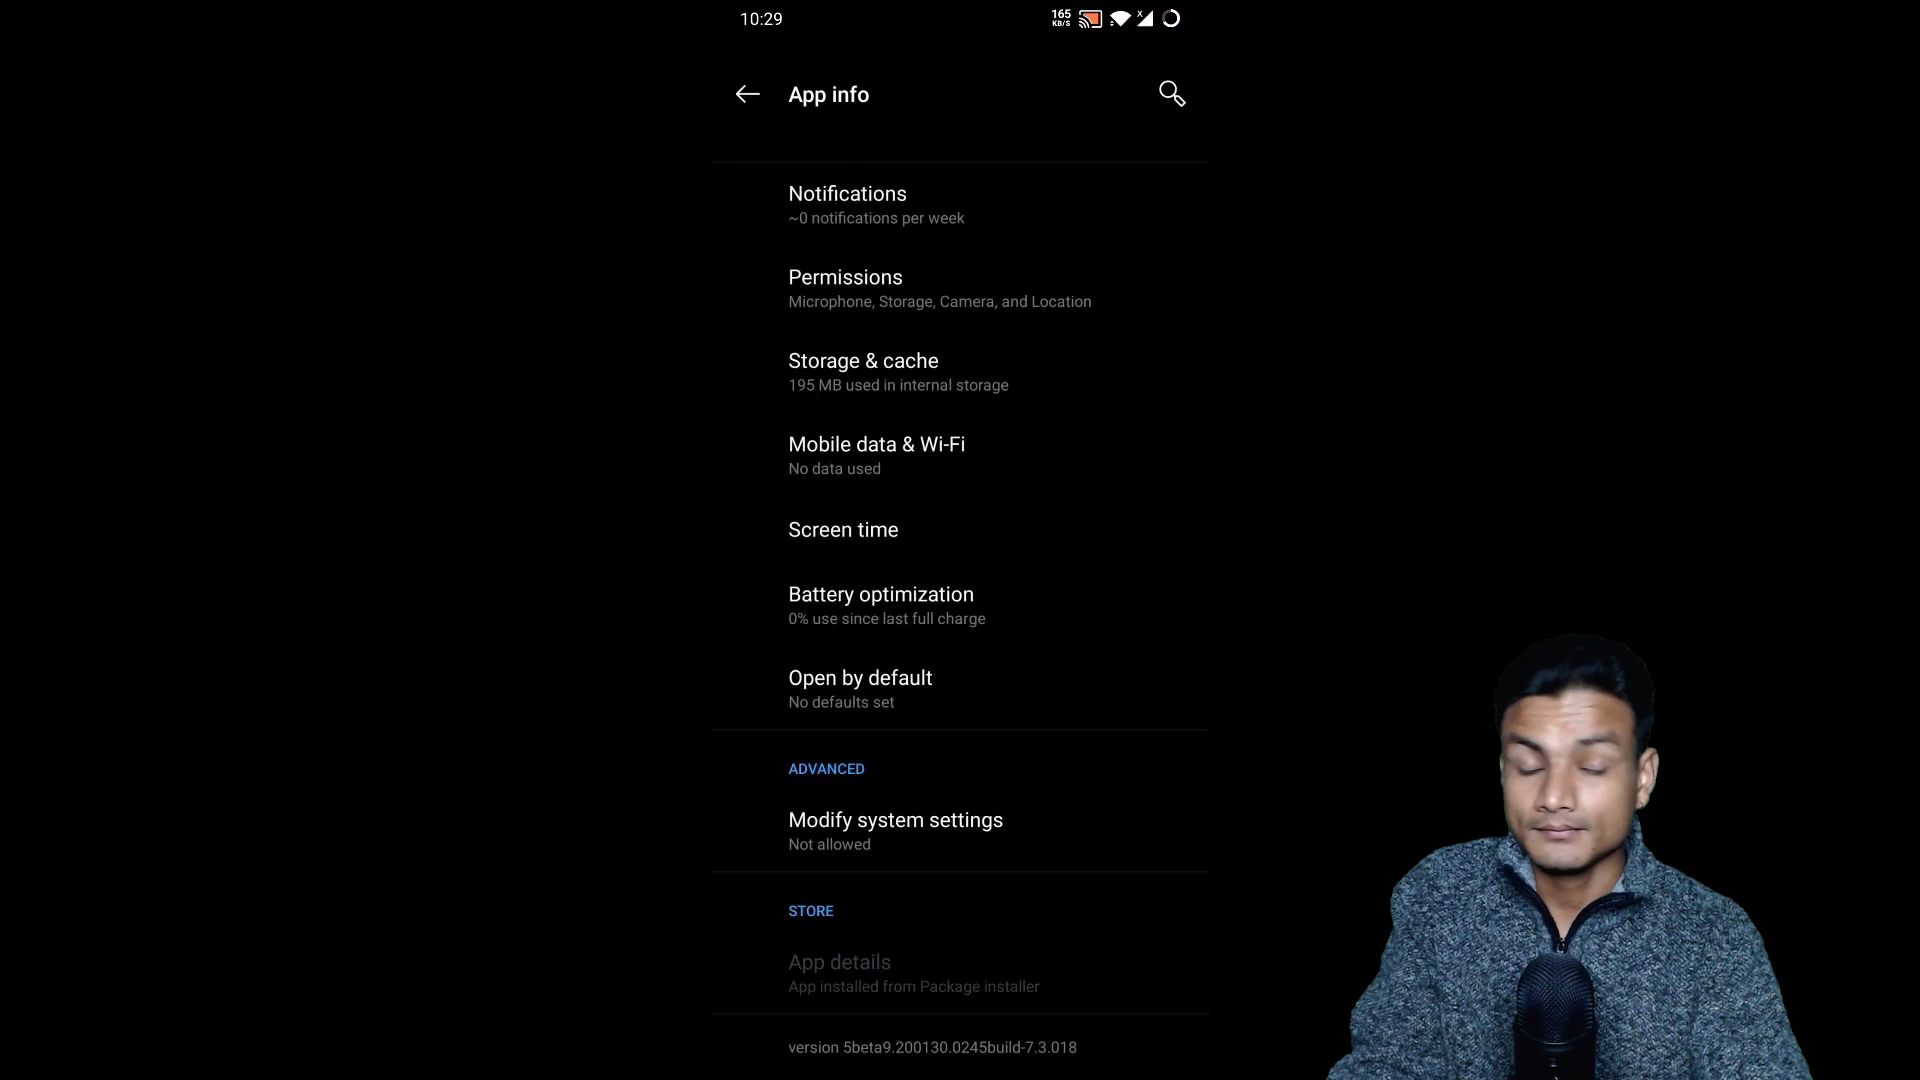 10:29
165
KB/S
X
App info
Notifications
~0 notifications per week
Permissions
Microphone, Storage, Camera, and Location
Storage & cache
195 MB used in internal storage
Mobile data & Wi-Fi
No data used
Screen time
Battery optimization
0% use since last full charge
Open by default
No defaults set
ADVANCED
Modify system settings
Not allowed
STORE
App details
App installed from Package installer
version 5beta9.200130.0245build-7.3.018